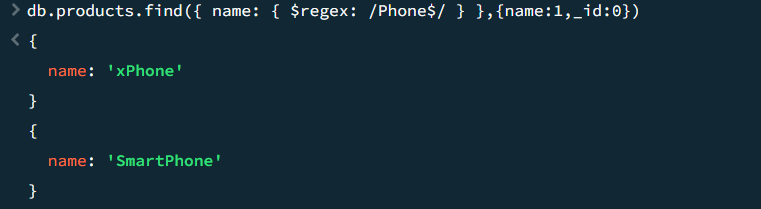 > db.products.find({ name: { $regex: /Phone$/ } },{name:1,_id:0})
< {
name: 'xPhone'
}
{
name: 'SmartPhone'
}